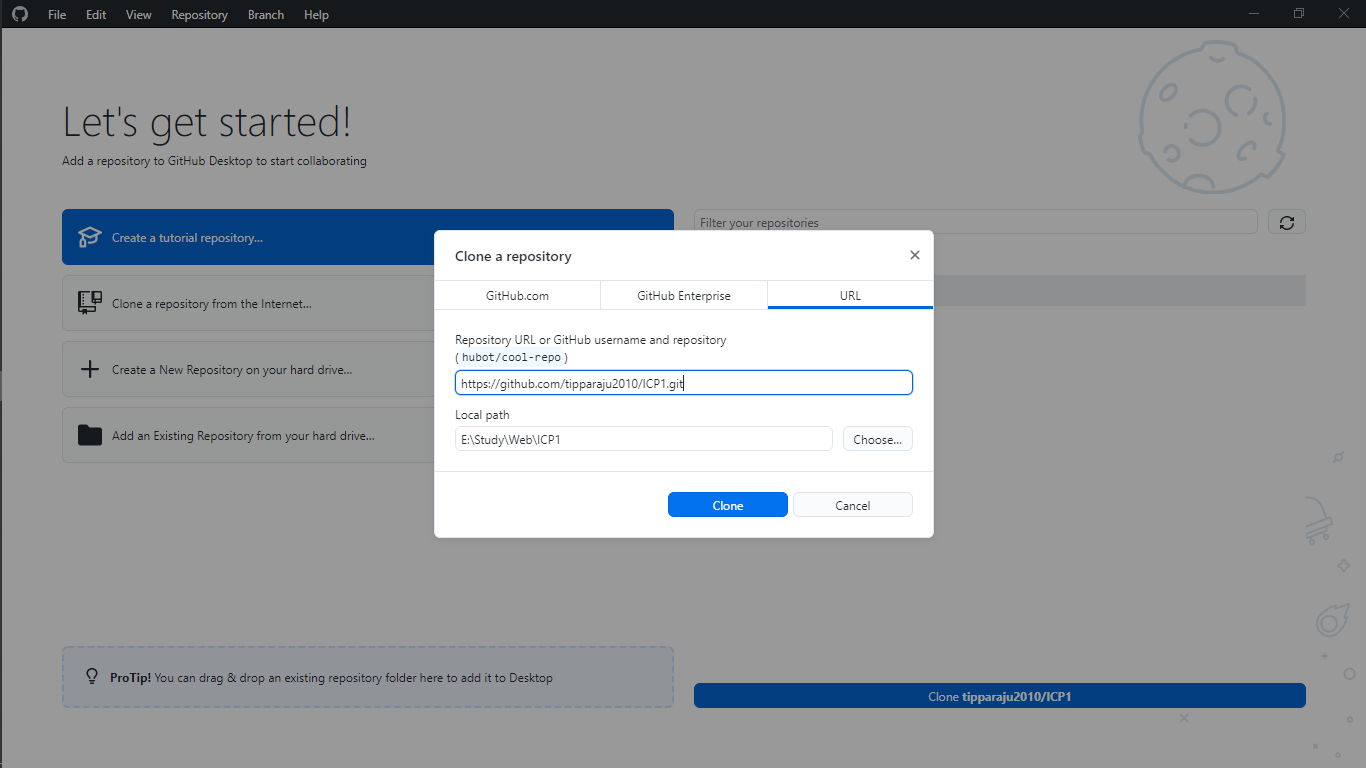 File Edit View Repository Branch Help
Let's get started!
Add a repository to GitHub Desktop to start collaborating
Create a tutorial repository...
Clone a repository from the Internet...
Create a New Repository on your hard drive...
Add an Existing Repository from your hard drive...
ProTip! You can drag & drop an existing repository folder here to add it to Desktop
Filter your repositories
Clone tipparaju2010/ICP1
Clone a repository
GitHub.com GitHub Enterprise URL
Repository URL or GitHub username and repository
(hubot/cool-repo)
https://github.com/tipparaju2010/ICP1.git
Local path
E:\Study\Web\ICP1 Choose...
Clone Cancel